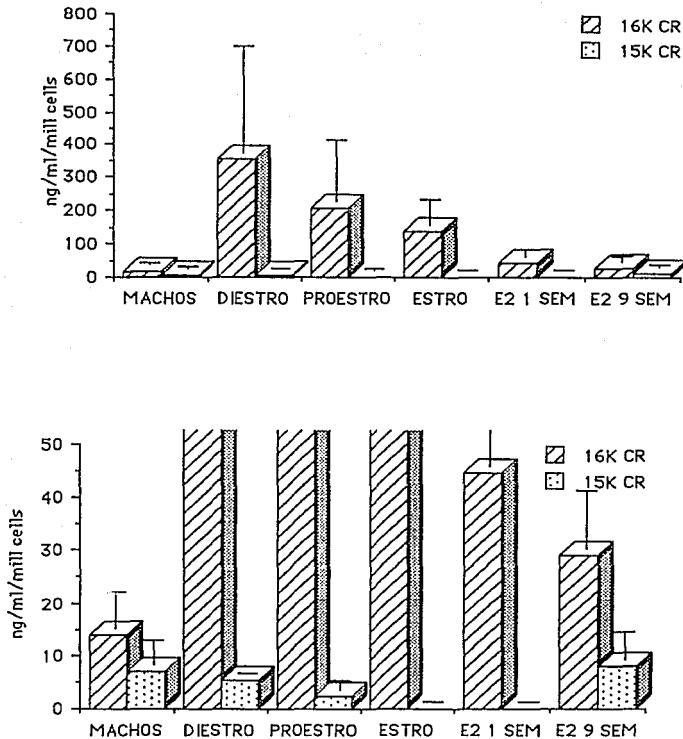 800
700
600
500
400
300
200
100
0
ng/ml/mill cells
16K CR
15K CR
MACHOS DIESTRO PROESTRO ESTRO E2 1 SEM E2 9 SEM
50
40
30
20
10
0
ng/ml/mill cells
16K CR
15K CR
MACHOS DIESTRO PROESTRO ESTRO E2 1 SEM E2 9 SEM